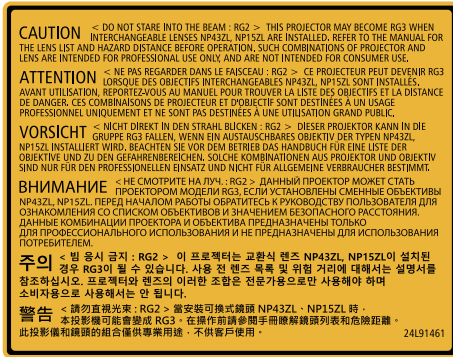 CAUTION < DO NOT STARE INTO THE BEAM : RG2 > THIS PROJECTOR MAY BECOME RG3 WHEN
INTERCHANGEABLE LENSES NP43ZL, NP15ZL ARE INSTALLED. REFER TO THE MANUAL FOR
THE LENS LIST AND HAZARD DISTANCE BEFORE OPERATION, SUCH COMBINATIONS OF PROJECTOR AND
LENS ARE INTENDED FOR PROFESSIONAL USE ONLY, AND ARE NOT INTENDED FOR CONSUMER USE.
ATTENTION < NE PAS REGARDER DANS LE FAISCEAU : RG2 > CE PROJECTEUR PEUT DEVENIR RG3
LORSQUE DES OBJECTIFS INTERCHANGEABLES NP43ZL, NP15ZL SONT INSTALLÉS.
AVANT UTILISATION, REPORTEZ-VOUS AU MANUEL POUR TROUVER LA LISTE DES OBJECTIFS ET LA DISTANCE
DE DANGER. CES COMBINAISONS DE PROJECTEUR ET D'OBJECTIF SONT DESTINÉES À UN USAGE
PROFESSIONNEL UNIQUEMENT ET NE SONT PAS DESTINÉES À UNE UTILISATION GRAND PUBLIC.
VORSICHT < NICHT DIREKT IN DEN STRAHL BLICKEN : RG2 > DIESER PROJEKTOR KANN IN DIE
GRUPPE RG3 FALLEN, WENN EIN AUSTAUSCHBARES OBJEKTIV DER TYPEN NP43ZL,
NP15ZL INSTALLIERT WIRD. BEACHTEN SIE VOR DEM BETRIEB DAS HANDBUCH FÜR EINE LISTE DER
OBJEKTIVE UND ZU DEN GEFAHRENBEREICHEN. SOLCHE KOMBINATIONEN AUS PROJEKTOR UND OBJEKTIV
SIND NUR FÜR DEN PROFESSIONELLEN EINSATZ UND NICHT FÜR ALLGEMEINE VERBRAUCHER BESTIMMT.
ВНИМАНИЕ < НЕ СМОТРИТЕ НА ЛУЧ. : RG2 > ДАННЫЙ ПРОЕКТОР МОЖЕТ СТАТЬ
ПРОЕКТОРОМ МОДЕЛИ RG3, ЕСЛИ УСТАНОВЛЕНЫ СМЕННЫЕ ОБЪЕКТИВЫ
NP43ZL, NP15ZL. ПЕРЕД НАЧАЛОМ РАБОТЫ ОБРАТИТЕСЬ К РУКОВОДСТВУ ПОЛЬЗОВАТЕЛЯ ДЛЯ
ОЗНАКОМЛЕНИЯ СО СПИСКОМ ОБЪЕКТИВОВ И ЗНАЧЕНИЕМ БЕЗОПАСНОГО РАССТОЯНИЯ.
ДАННЫЕ КОМБИНАЦИИ ПРОЕКТОРА И ОБЪЕКТИВА ПРЕДНАЗНАЧЕНЫ ТОЛЬКО
ДЛЯ ПРОФЕССИОНАЛЬНОГО ИСПОЛЬЗОВАНИЯ И НЕ ПРЕДНАЗНАЧЕНЫ ДЛЯ ИСПОЛЬЗОВАНИЯ
ПОТРЕБИТЕЛЕМ.
주의 < 빔 응시 금지 : RG2 > 이 프로젝터는 교환식 렌즈 NP43ZL, NP15ZL이 설치된
경우 RG3이 될 수 있습니다. 사용 전 렌즈 목록 및 위험 거리에 대해서는 설명서를
참조하십시오. 프로젝터와 렌즈의 이러한 조합은 전문가용으로만 사용해야 하며
소비자용으로 사용해서는 안 됩니다.
警告 < 請勿直視光束 : RG2 > 當安裝可換式鏡頭 NP43ZL、NP15ZL 時，
本投影機可能會變成 RG3。在操作前請參閱手冊瞭解鏡頭列表和危險距離。
此投影儀和鏡頭的組合僅供專業用途，不供客戶使用。
24L91461